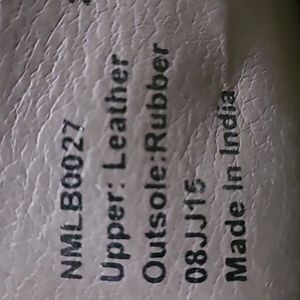 NMLB0027
Upper: Leather
Outsole:Rubber
08JJ15
Made in India